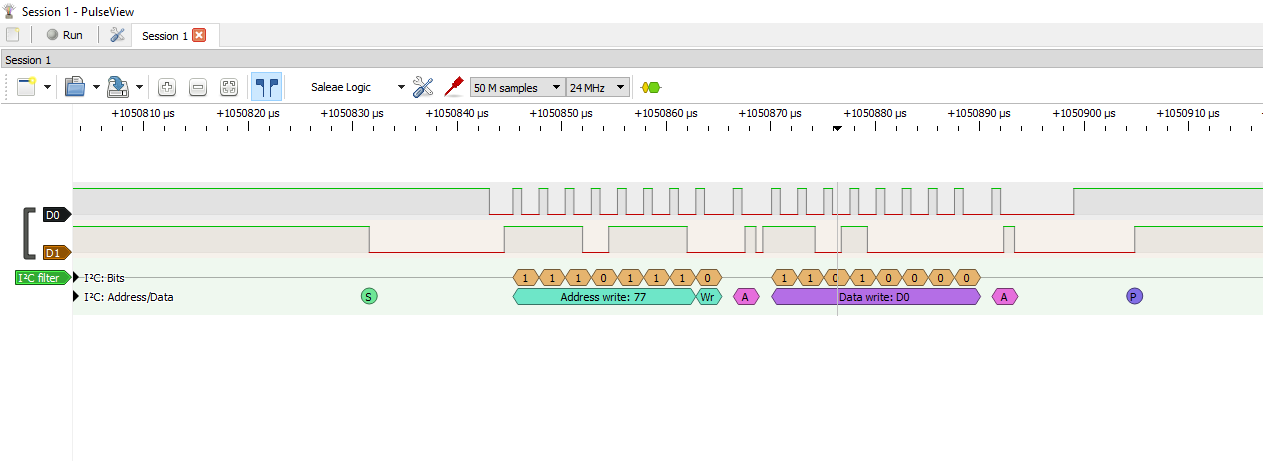 Session 1 - PulseView
Run Session 1
Session 1
Saleae Logic 50 M samples 24 MHz
+1050810 µs +1050820 µs +1050830 µs +1050840 µs +1050850 µs +1050860 µs +1050870 µs +1050880 µs +1050890 µs +1050900 µs +1050910 µs
D0
D1
I²C filter I²C: Bits 1 1 1 0 1 1 1 0 1 1 0 1 0 0 0 0
I²C: Address/Data S Address write: 77 Wr A Data write: D0 A P